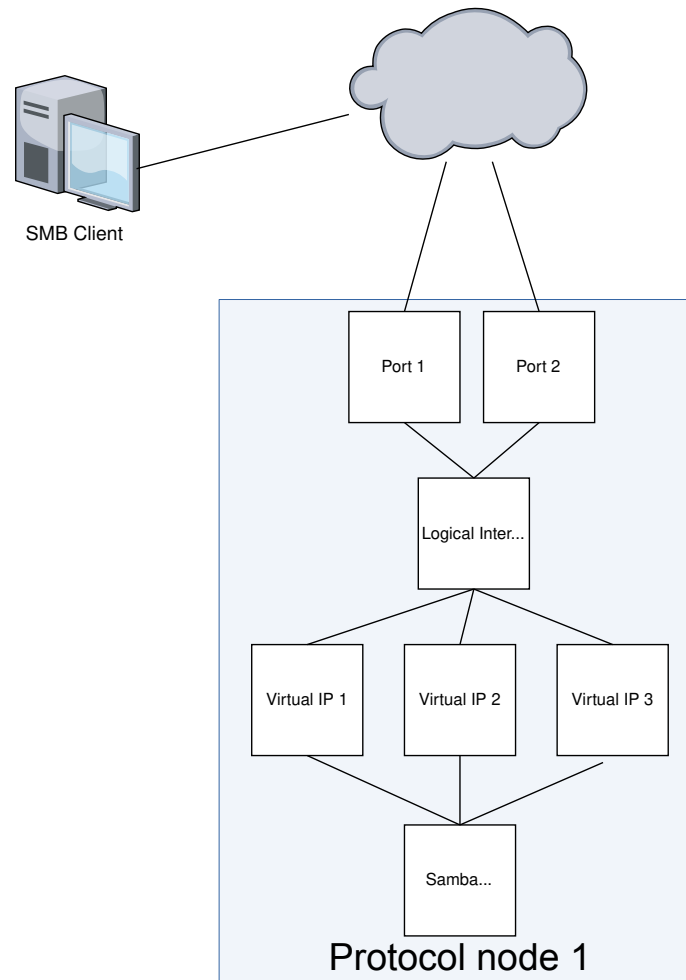 SMB Client
Port 1
Port 2
Logical Inter...
Virtual IP 1
Virtual IP 2
Virtual IP 3
Samba...
Protocol node 1